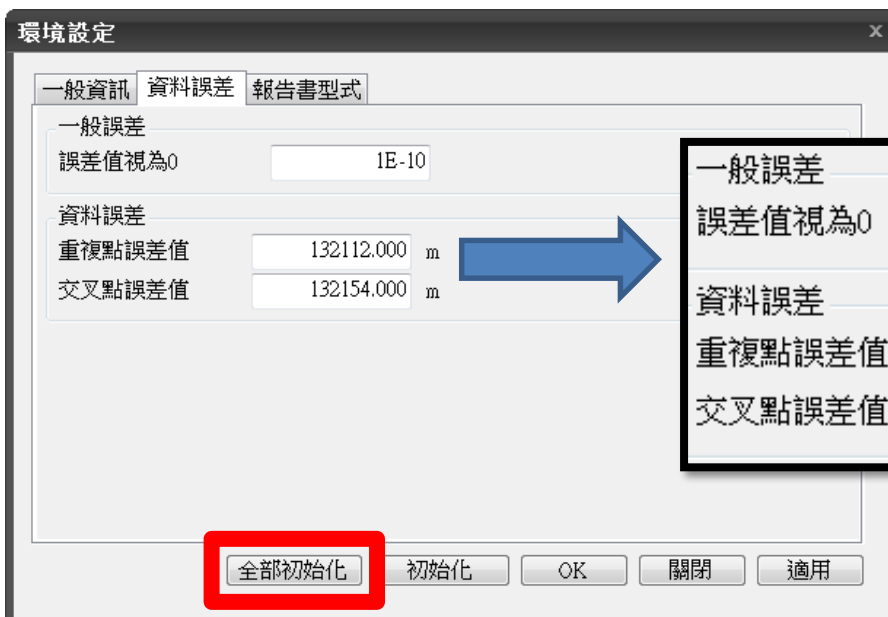 環境設定 x
一般資訊 資料誤差 報告書型式
一般誤差
誤差值視為0 1E-10
資料誤差
重複點誤差值 132112.000 m
交叉點誤差值 132154.000 m
一般誤差
誤差值視為0
資料誤差
重複點誤差值
交叉點誤差值
全部初始化 初始化 OK 關閉 適用